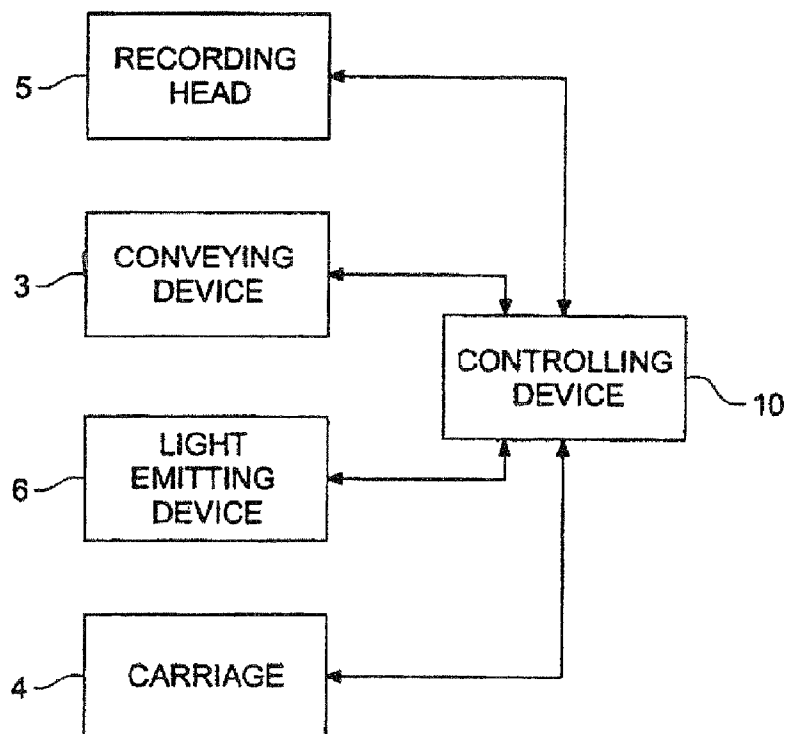 RECORDING
HEAD
5
CONVEYING
DEVICE
3
CONTROLLING
DEVICE
10
LIGHT
EMITTING
DEVICE
6
CARRIAGE
4